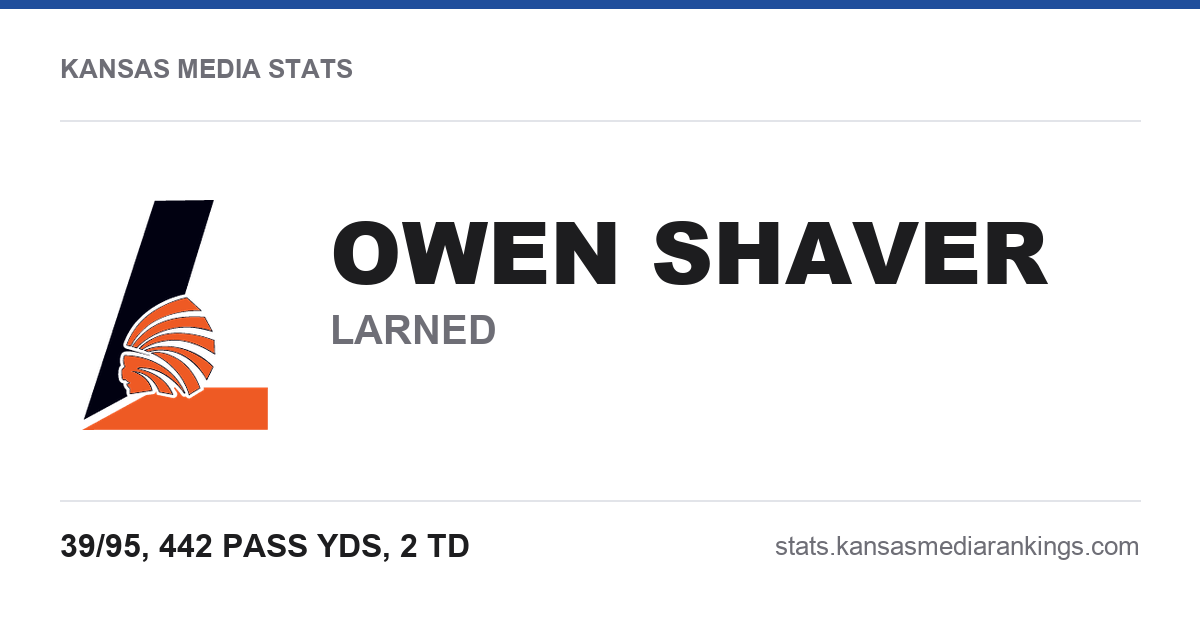 KANSAS MEDIA STATS
OWEN SHAVER
LARNED
39/95, 442 PASS YDS, 2 TD
stats.kansasmediarankings.com